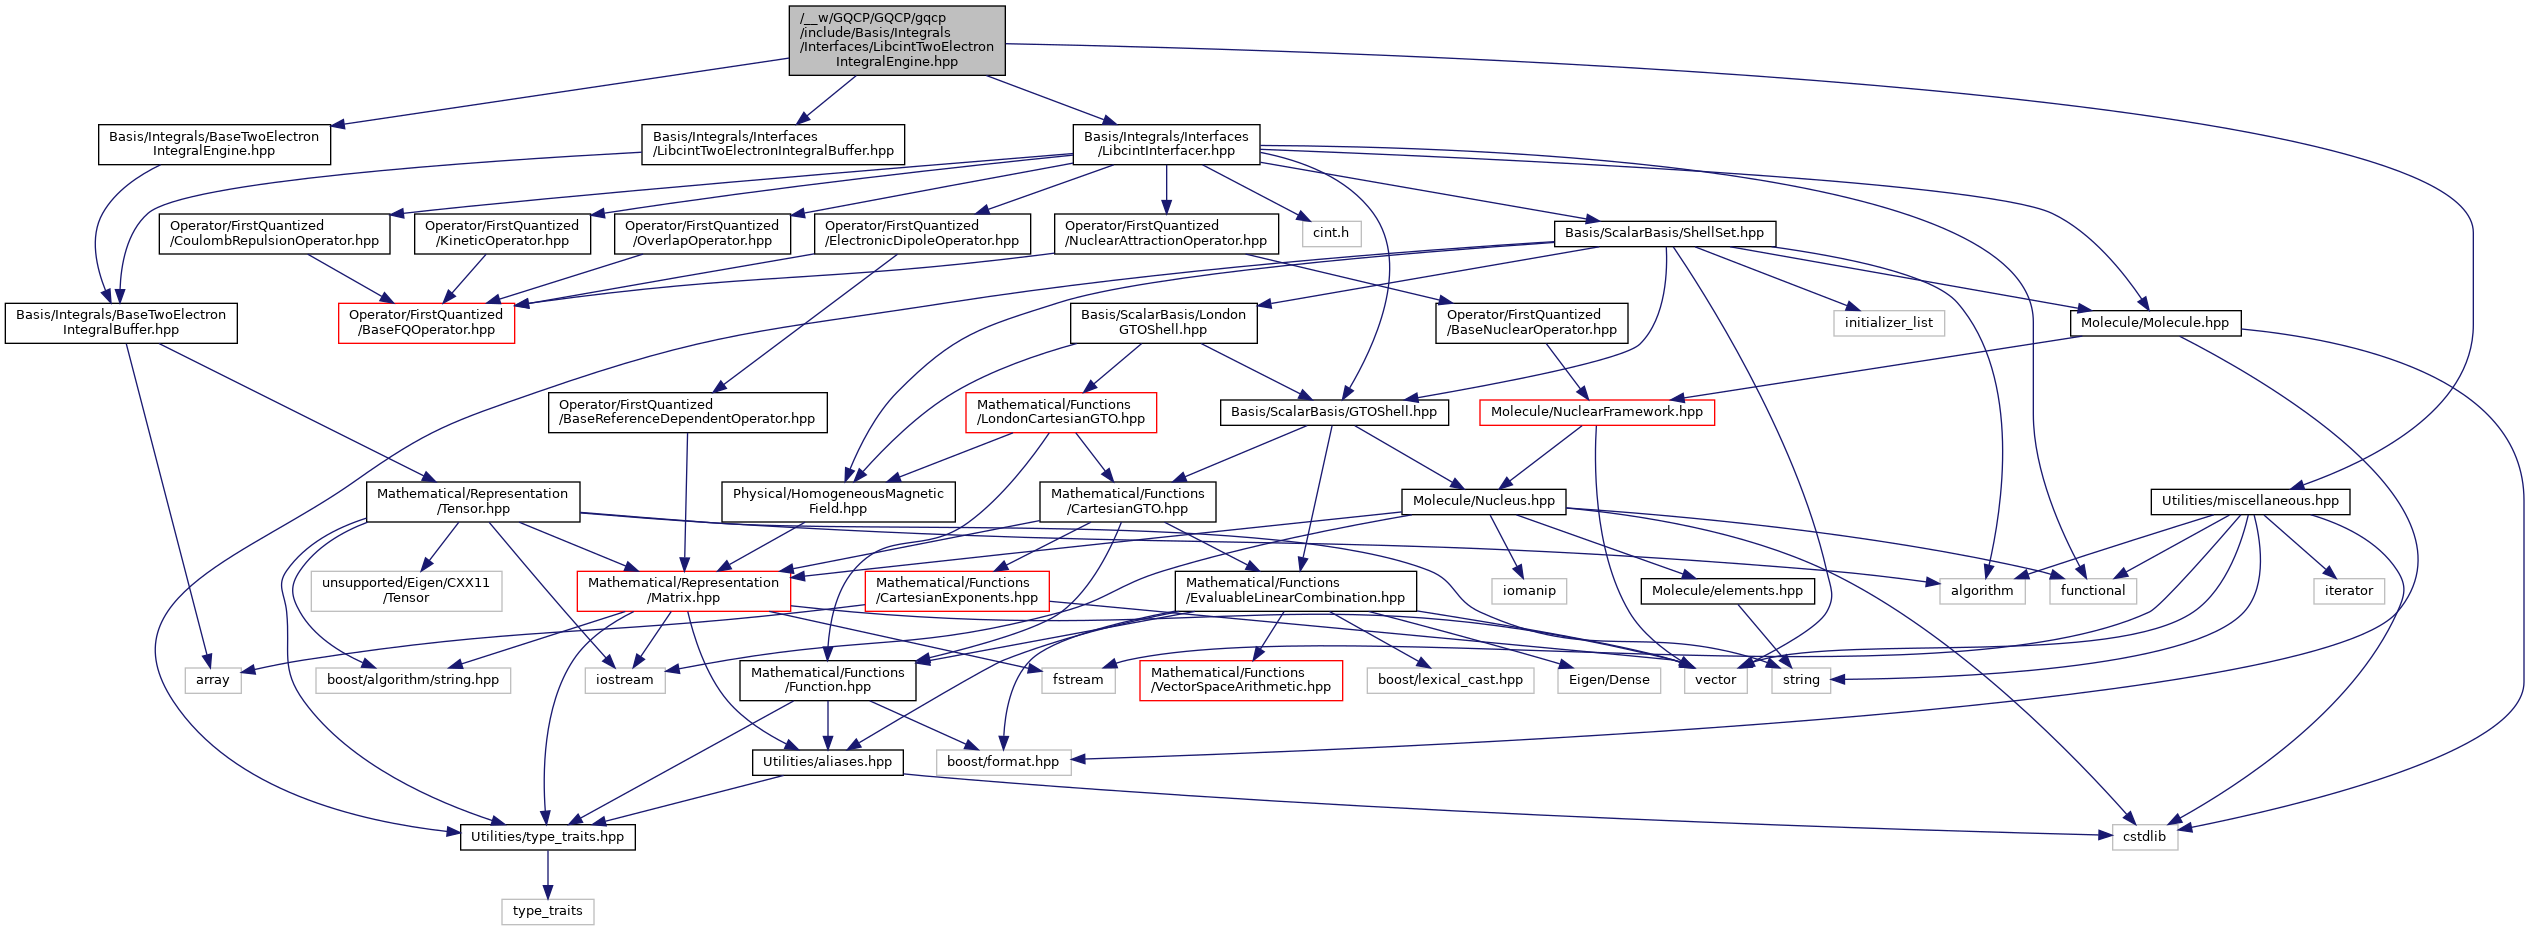 /__w/GQCP/GQCP/gqcp
/include/Basis/Integrals
/Interfaces/LibcintTwoElectron
IntegralEngine.hpp
Basis/Integrals/BaseTwoElectron
IntegralEngine.hpp
Basis/Integrals/Interfaces
/LibcintTwoElectronIntegralBuffer.hpp
Basis/Integrals/Interfaces
/LibcintInterfacer.hpp
Operator/FirstQuantized
/CoulombRepulsionOperator.hpp
Operator/FirstQuantized
/KineticOperator.hpp
Operator/FirstQuantized
/OverlapOperator.hpp
Operator/FirstQuantized
/ElectronicDipoleOperator.hpp
Operator/FirstQuantized
/NuclearAttractionOperator.hpp
cint.h
Basis/ScalarBasis/ShellSet.hpp
Basis/Integrals/BaseTwoElectron
IntegralBuffer.hpp
Operator/FirstQuantized
/BaseFQOperator.hpp
Basis/ScalarBasis/London
GTOShell.hpp
Operator/FirstQuantized
/BaseNuclearOperator.hpp
initializer_list
Molecule/Molecule.hpp
Operator/FirstQuantized
/BaseReferenceDependentOperator.hpp
Mathematical/Functions
/LondonCartesianGTO.hpp
Basis/ScalarBasis/GTOShell.hpp
Molecule/NuclearFramework.hpp
Mathematical/Representation
/Tensor.hpp
Physical/HomogeneousMagnetic
Field.hpp
Mathematical/Functions
/CartesianGTO.hpp
Molecule/Nucleus.hpp
Utilities/miscellaneous.hpp
unsupported/Eigen/CXX11
/Tensor
Mathematical/Representation
/Matrix.hpp
Mathematical/Functions
/CartesianExponents.hpp
Mathematical/Functions
/EvaluableLinearCombination.hpp
iomanip
Molecule/elements.hpp
algorithm
functional
iterator
array
boost/algorithm/string.hpp
iostream
Mathematical/Functions
/Function.hpp
fstream
Mathematical/Functions
/VectorSpaceArithmetic.hpp
boost/lexical_cast.hpp
Eigen/Dense
vector
string
Utilities/aliases.hpp
boost/format.hpp
Utilities/type_traits.hpp
cstdlib
type_traits